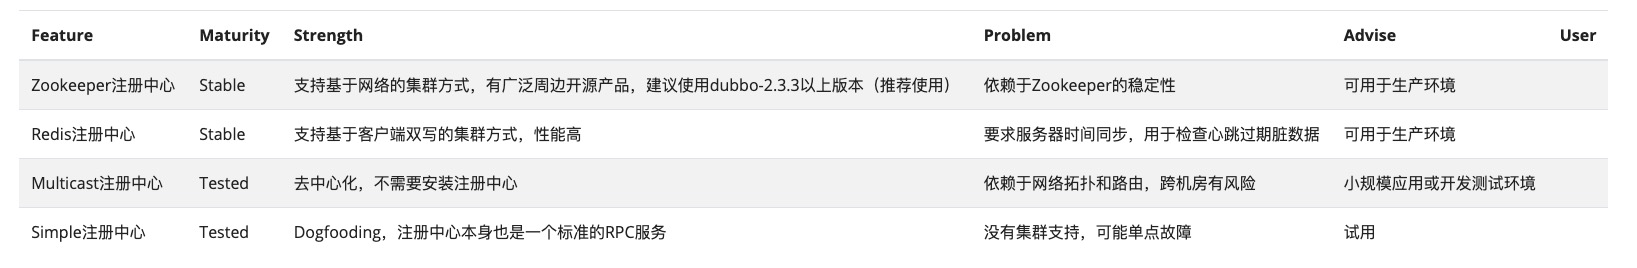 Feature Maturity Strength Problem Advise User
Zookeeper注册中心 Stable 支持基于网络的集群方式，有广泛周边开源产品，建议使用dubbo-2.3.3以上版本（推荐使用） 依赖于Zookeeper的稳定性 可用于生产环境
Redis注册中心 Stable 支持基于客户端双写的集群方式，性能高 要求服务器时间同步，用于检查心跳过期脏数据 可用于生产环境
Multicast注册中心 Tested 去中心化，不需要安装注册中心 依赖于网络拓扑和路由，跨机房有风险 小规模应用或开发测试环境
Simple注册中心 Tested Dogfooding，注册中心本身也是一个标准的RPC服务 没有集群支持，可能单点故障 试用